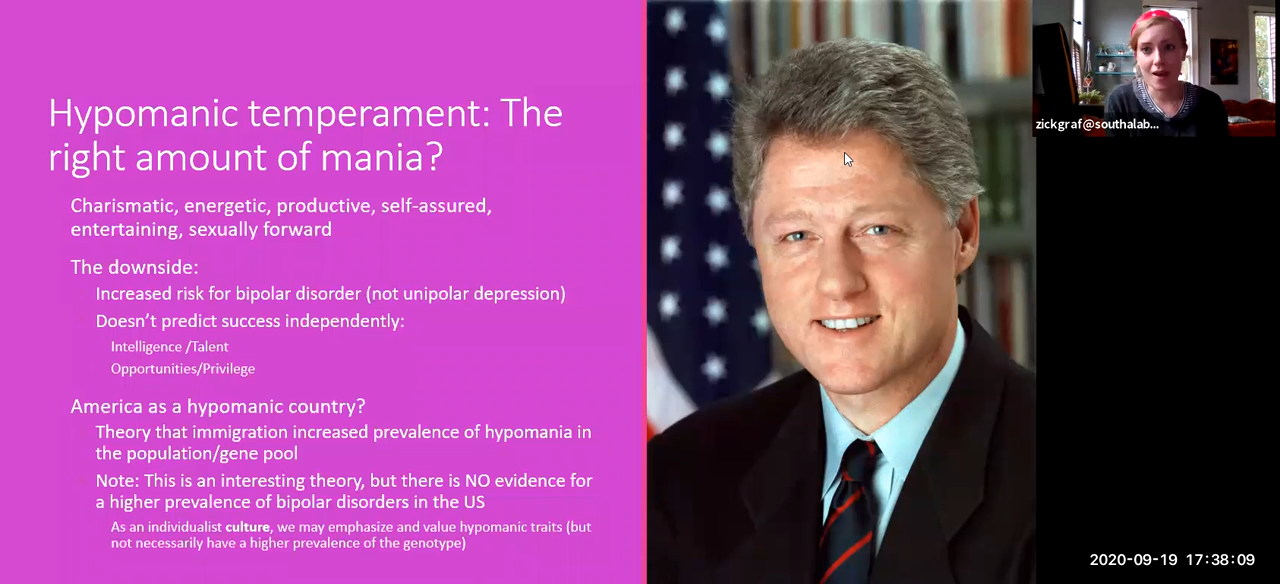 Hypomanic temperament: The
right amount of mania?
Charismatic, energetic, productive, self-assured,
entertaining, sexually forward
The downside:
Increased risk for bipolar disorder (not unipolar depression)
Doesn’t predict success independently:
Intelligence /Talent
Opportunities/Privilege
America as a hypomanic country?
Theory that immigration increased prevalence of hypomania in
the population/gene pool
Note: This is an interesting theory, but there is NO evidence for
a higher prevalence of bipolar disorders in the US
As an individualist culture, we may emphasize and value hypomanic traits (but
not necessarily have a higher prevalence of the genotype)
zickgraf@southalab...
2020-09-19 17:38:09